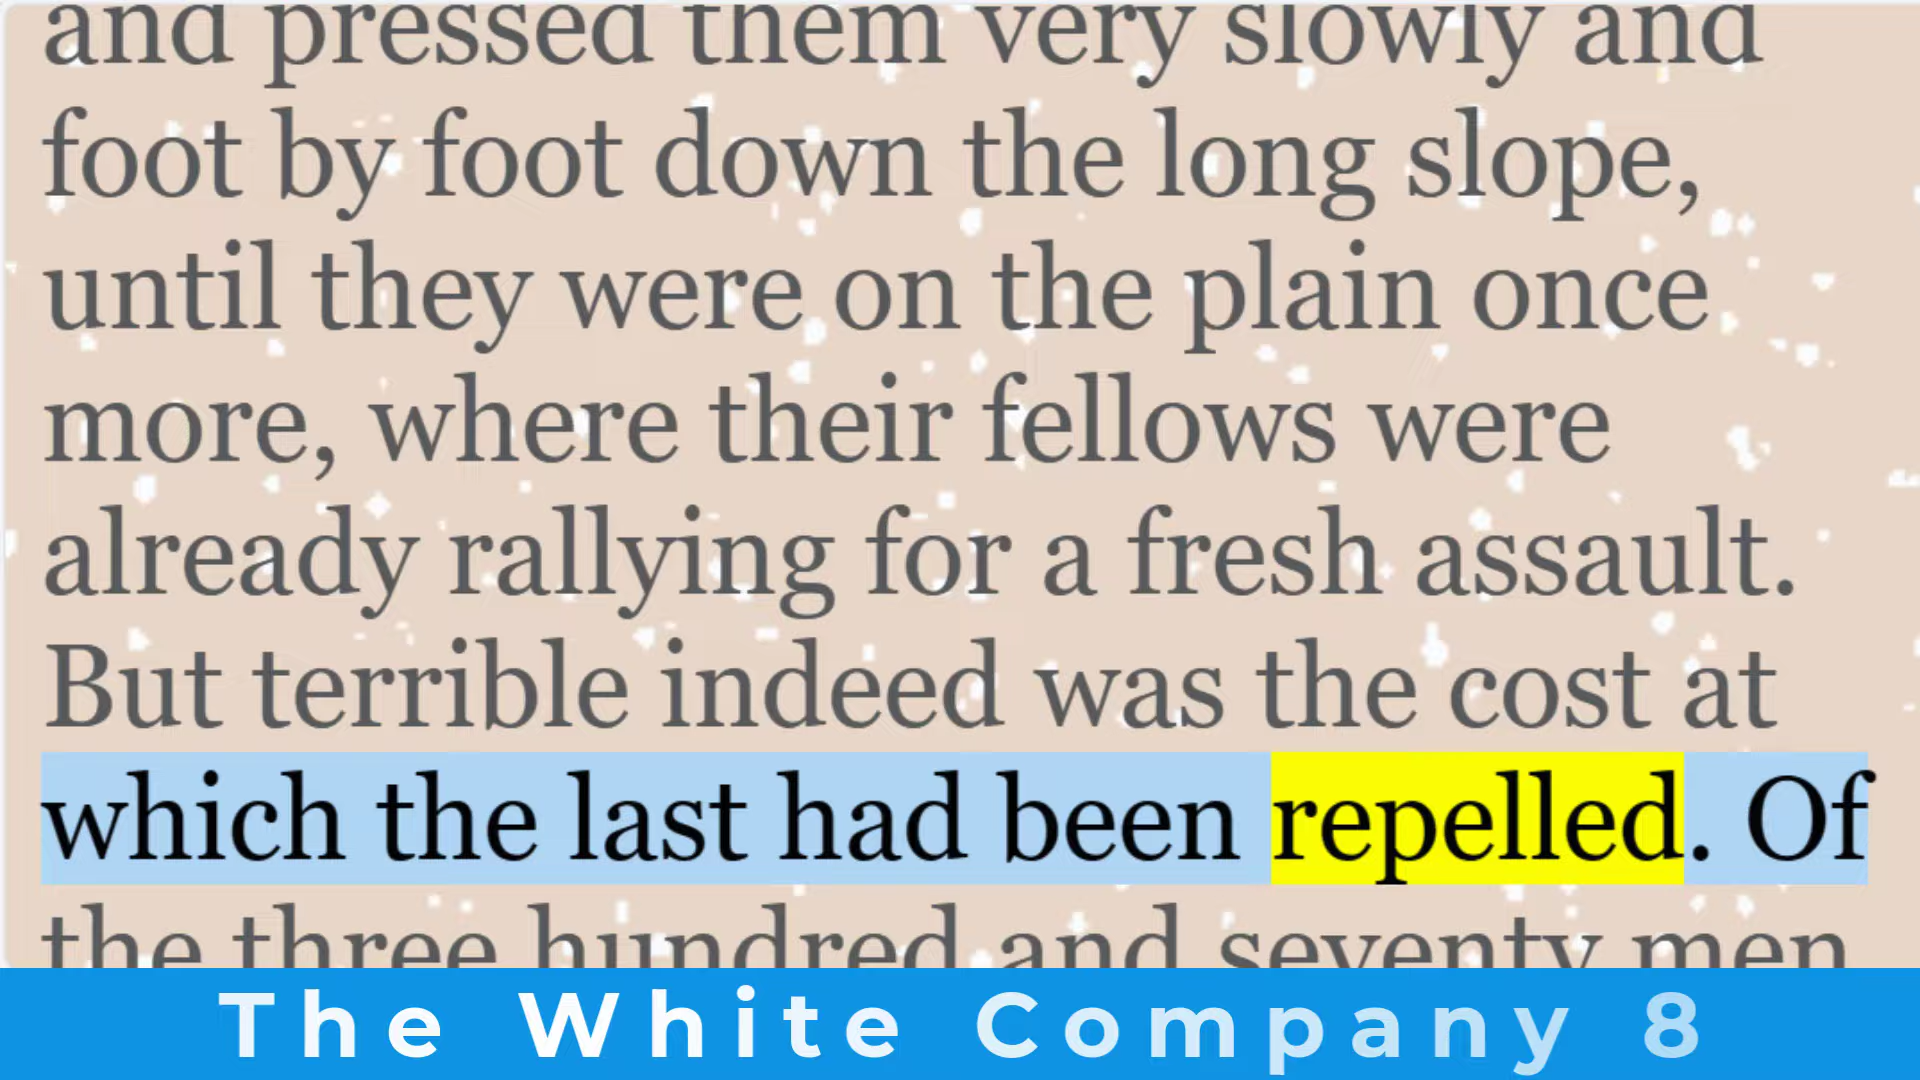 and pressed them very slowly and
foot by foot down the long slope,
until they were on the plain once
more, where their fellows were
already rallying for a fresh assault.
But terrible indeed was the cost at
which the last had been repelled. Of
the three hundred and seventy men
The White Company 8